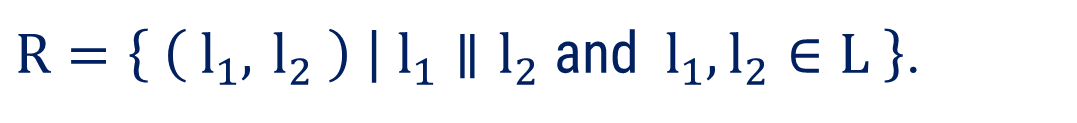 R = { ( l₁, l₂ ) | l₁ ∥ l₂ and l₁, l₂ ∈ L }.